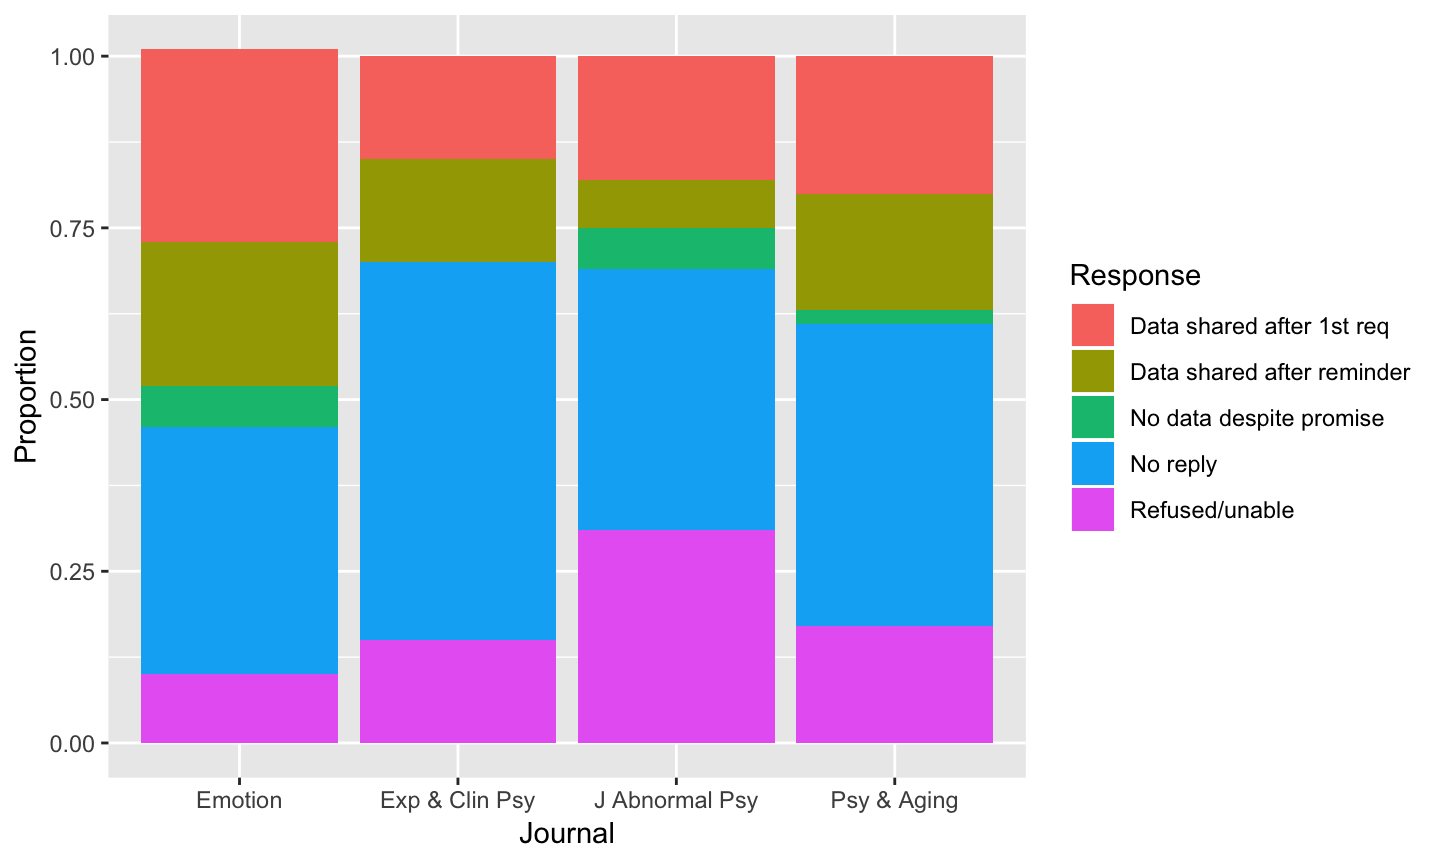 1.00
0.75
0.50
0.25
0.00
Proportion
Emotion
Exp & Clin Psy
J Abnormal Psy
Psy & Aging
Journal
Response
Data shared after 1st req
Data shared after reminder
No data despite promise
No reply
Refused/unable